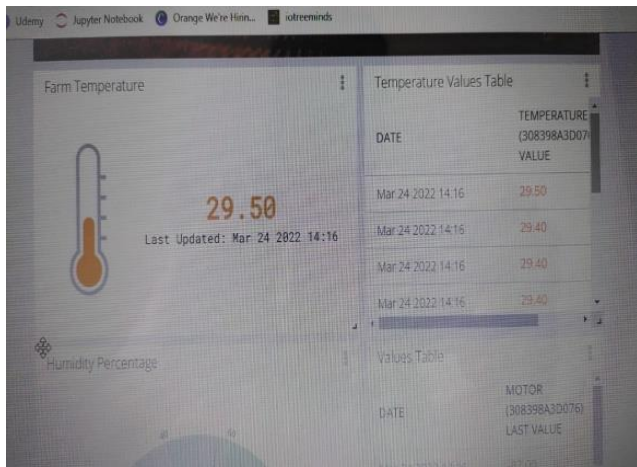 Udemy
Jupyter Notebook
Orange We're Hirin...
iotreeminds
Farm Temperature
29.50
Last Updated: Mar 24 2022 14:16
Temperature Values Table
DATE
TEMPERATURE
(308398A3D07
VALUE
Mar 24 2022 14:16 29.50
Mar 24 2022 14:16 29.40
Mar 24 2022 14:16 29.40
Mar 24 2022 14:16 29.40
Humidity Percentage
40
60
Values Table
DATE
MOTOR
(308398A3D076)
LAST VALUE